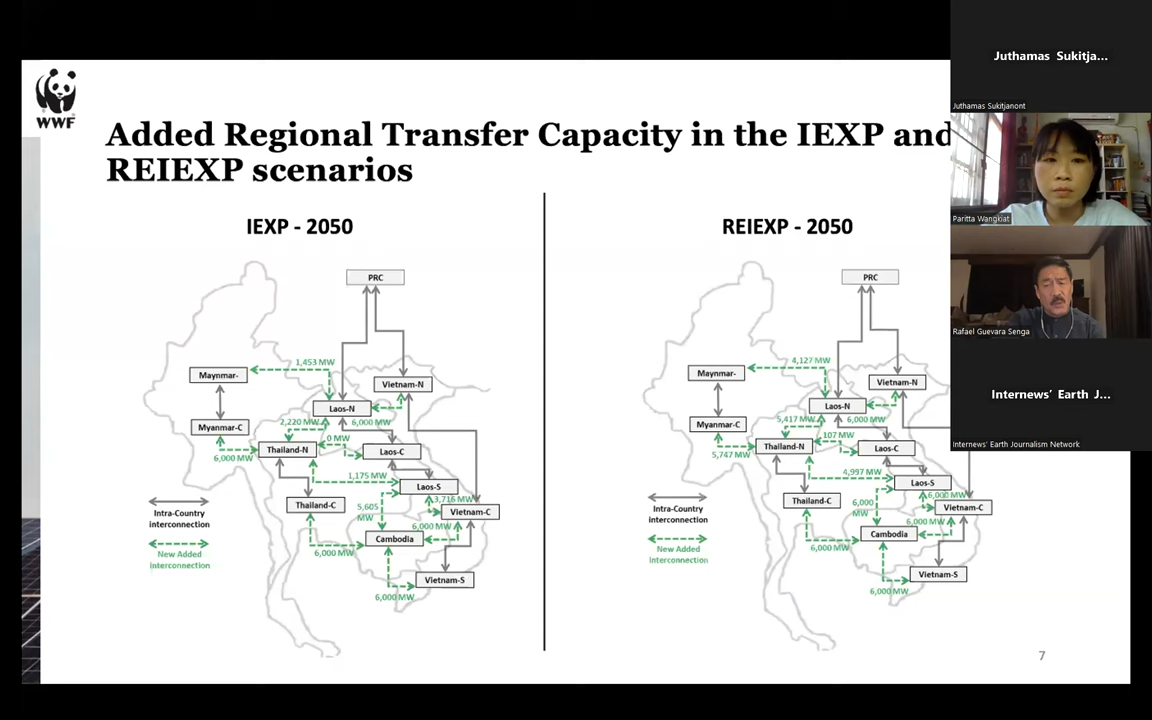 WWF
Added Regional Transfer Capacity in the IEXP and
REIEXP scenarios
IEXP - 2050
PRC
1,453 MW
Maynmar-
Vietnam-N
Laos-N
6,000 MW
2,220 MW
Myanmar-C
0 MW
Thailand-N
Laos-C
6,000 MW
1,175 MW
Laos-S
3,716 MW
Thailand-C
5,605
MW
Vietnam-C
Intra-Country
interconnection
6,000 MW
Cambodia
New Added
interconnection
6,000 MW
Vietnam-S
6,000 MW
REIEXP - 2050
PRC
4,127 MW
Maynmar-
Vietnam-N
Laos-N
6,000 MW
5,417 MW
Myanmar-C
107 MW
Thailand-N
Laos-C
5,747 MW
4,997 MW
Laos-S
6,000 MW
Thailand-C
6,000
MW
Vietnam-C
Intra-Country
interconnection
6,000 MW
Cambodia
New Added
interconnection
6,000 MW
Vietnam-S
6,000 MW
7
Juthamas Sukitja...
Juthamas Sukitjanont
Paritta Wangkiat
Rafael Guevara Senga
Internews' Earth J...
Internews' Earth Journalism Network